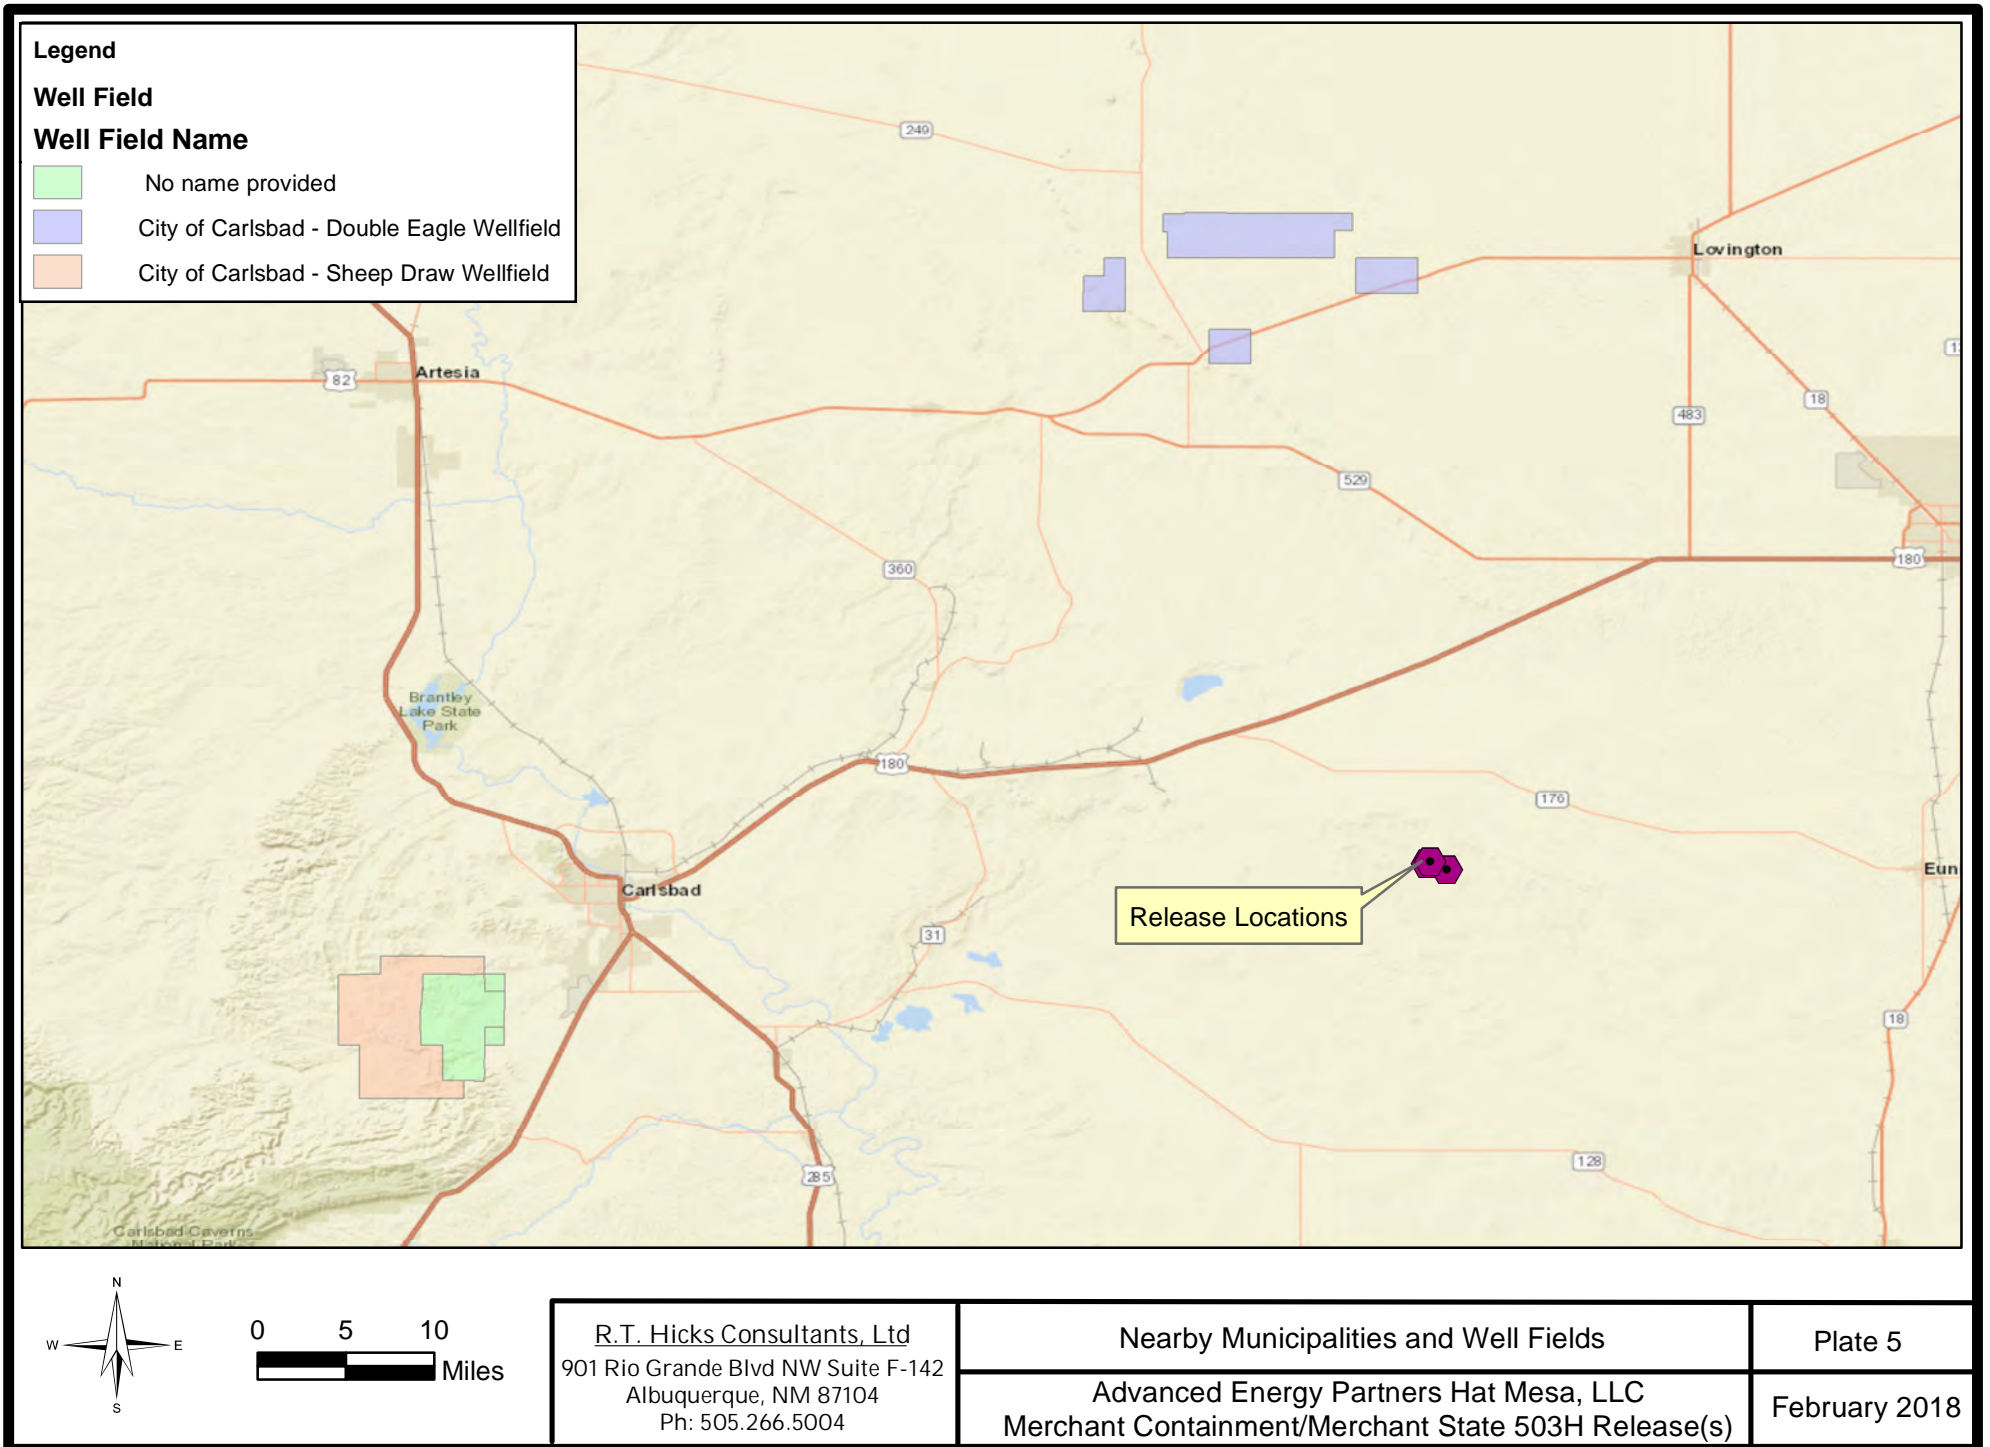 Legend
Well Field
Well Field Name
No name provided
City of Carlsbad - Double Eagle Wellfield
City of Carlsbad - Sheep Draw Wellfield
249
Lovington
82
Artesia
483
18
529
360
180
Brantley
Lake State
Park
180
176
Release Locations
Eun
Carlsbad
31
18
128
285
Carlsbad Caverns
National Park
N
W
E
S
0 5 10
Miles
R.T. Hicks Consultants, Ltd
901 Rio Grande Blvd NW Suite F-142
Albuquerque, NM 87104
Ph: 505.266.5004
Nearby Municipalities and Well Fields
Plate 5
Advanced Energy Partners Hat Mesa, LLC
Merchant Containment/Merchant State 503H Release(s)
February 2018